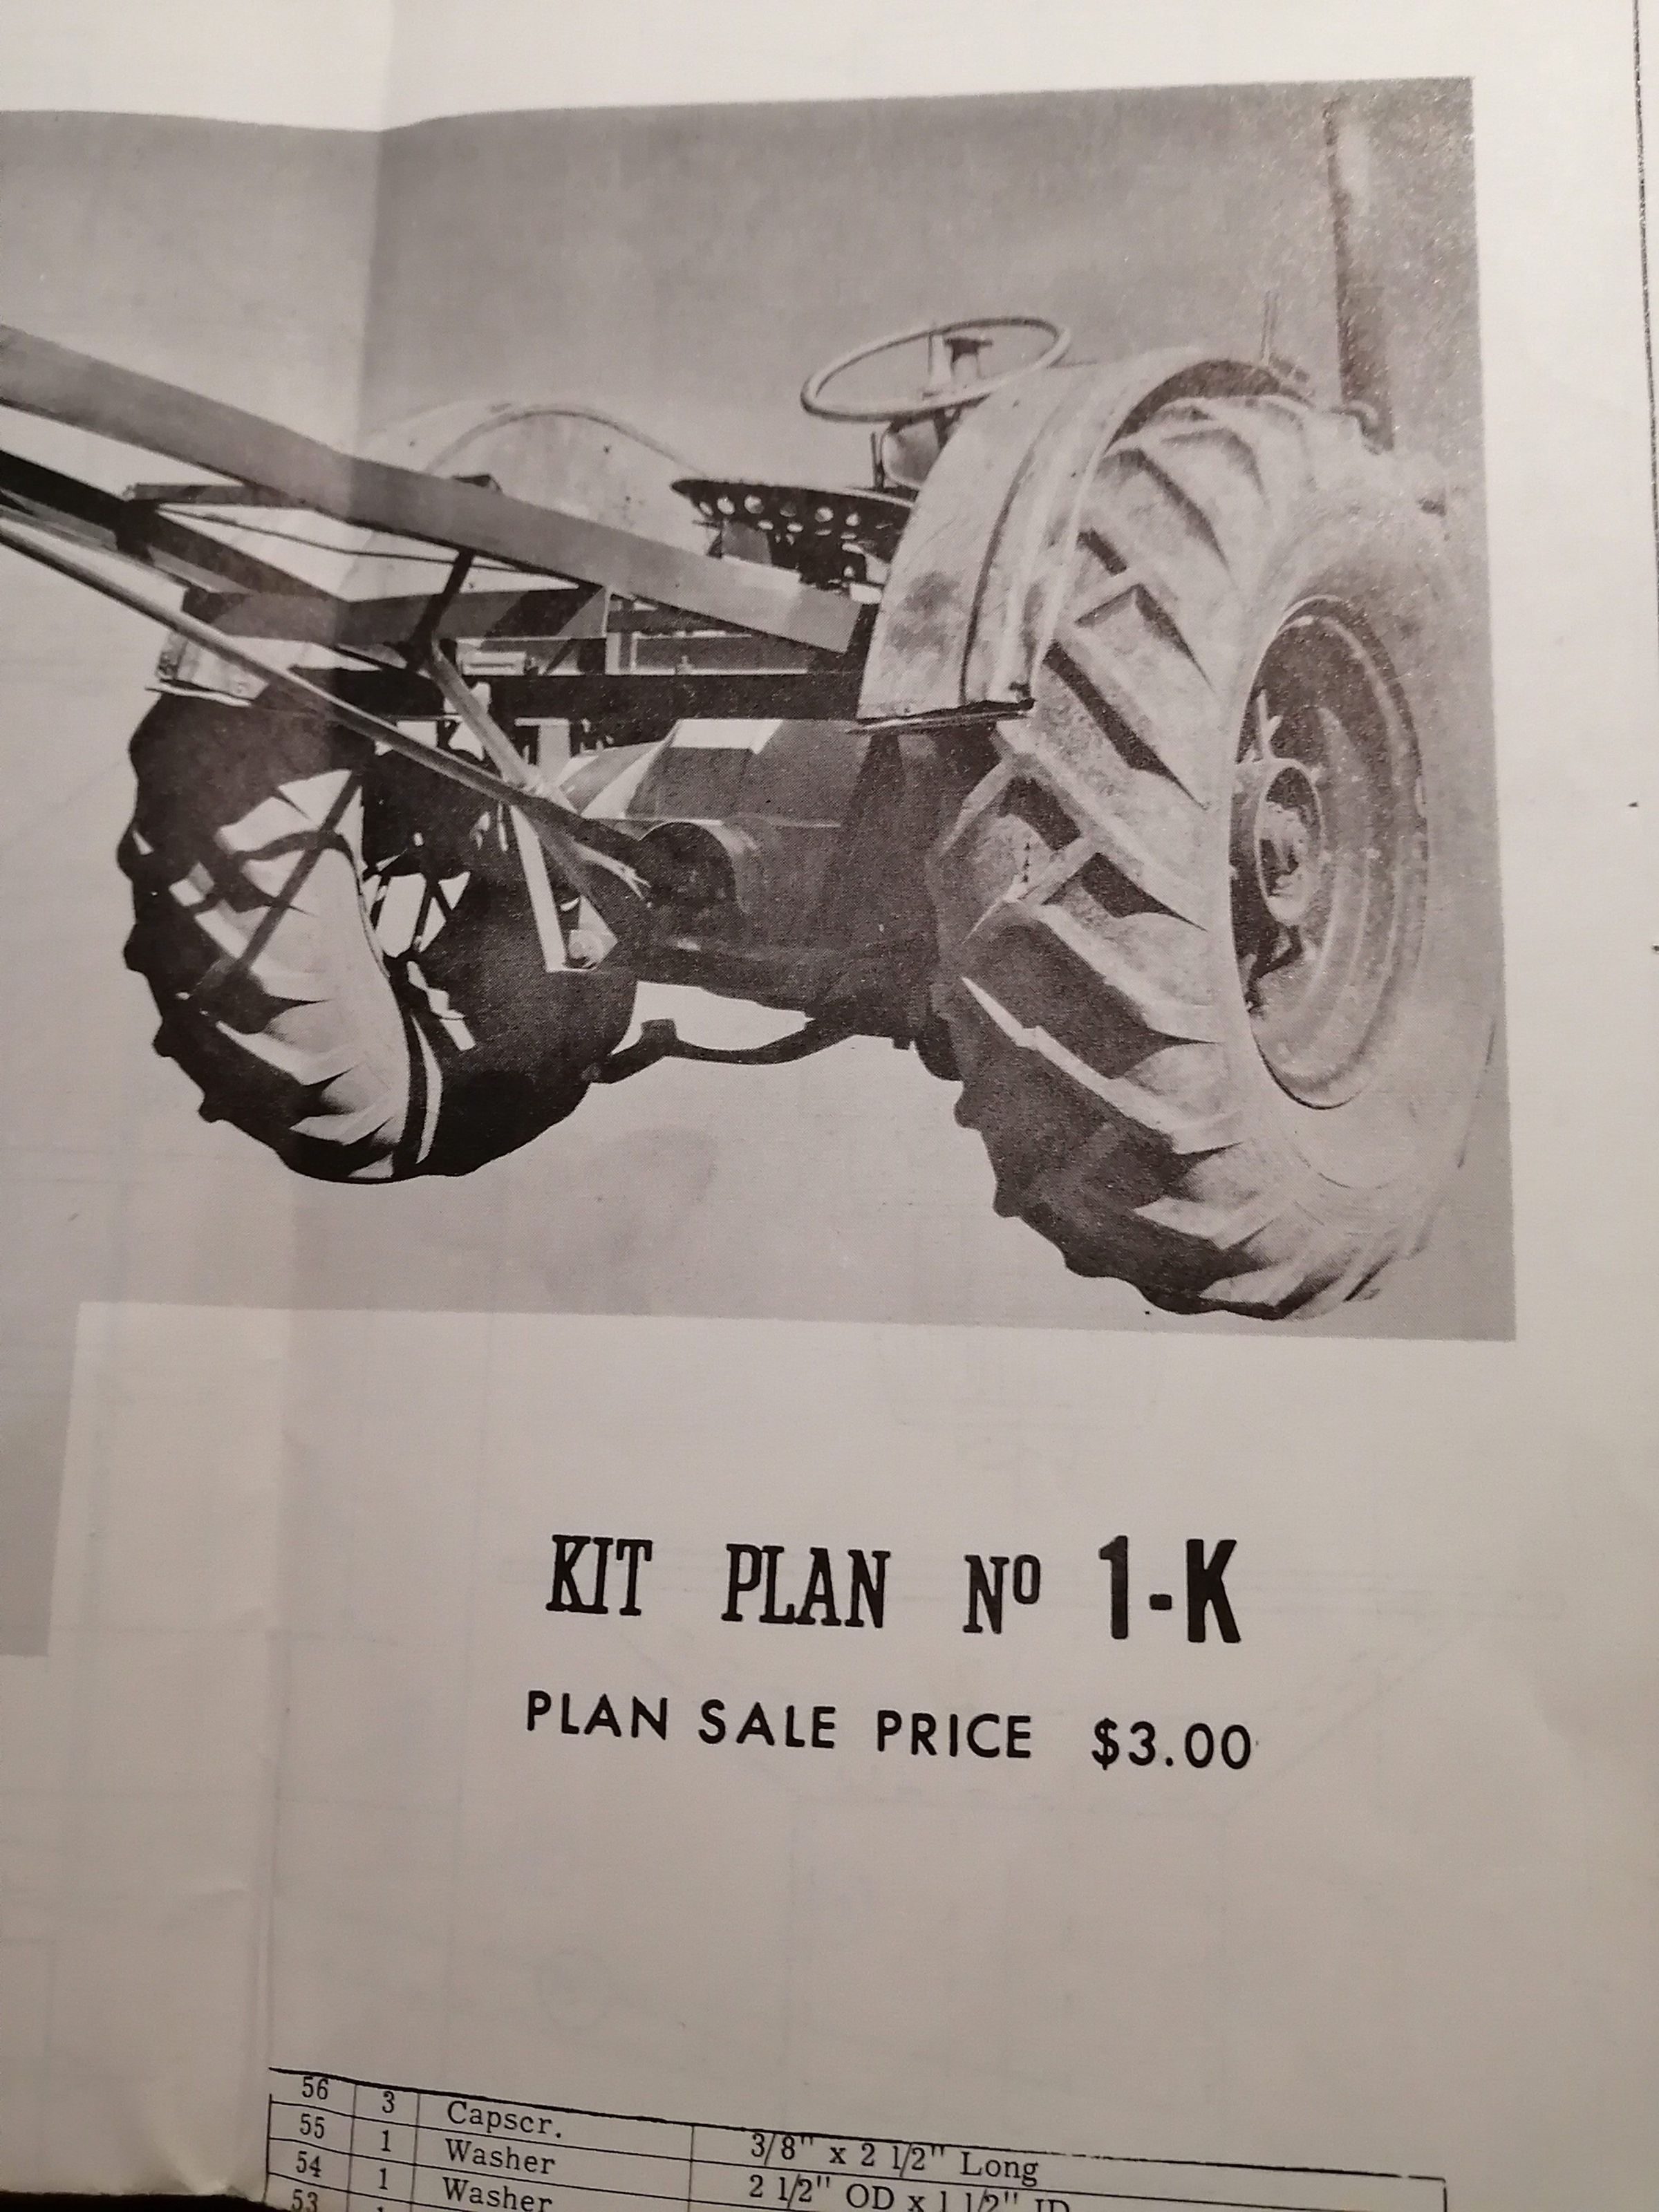 KIT PLAN Nº 1-K
PLAN SALE PRICE $3.00
56 3 Capscr. 3/8" x 2 1/2" Long
55 1 Washer 2 1/2" OD x 1 1/2" ID
54 1 Washer
53